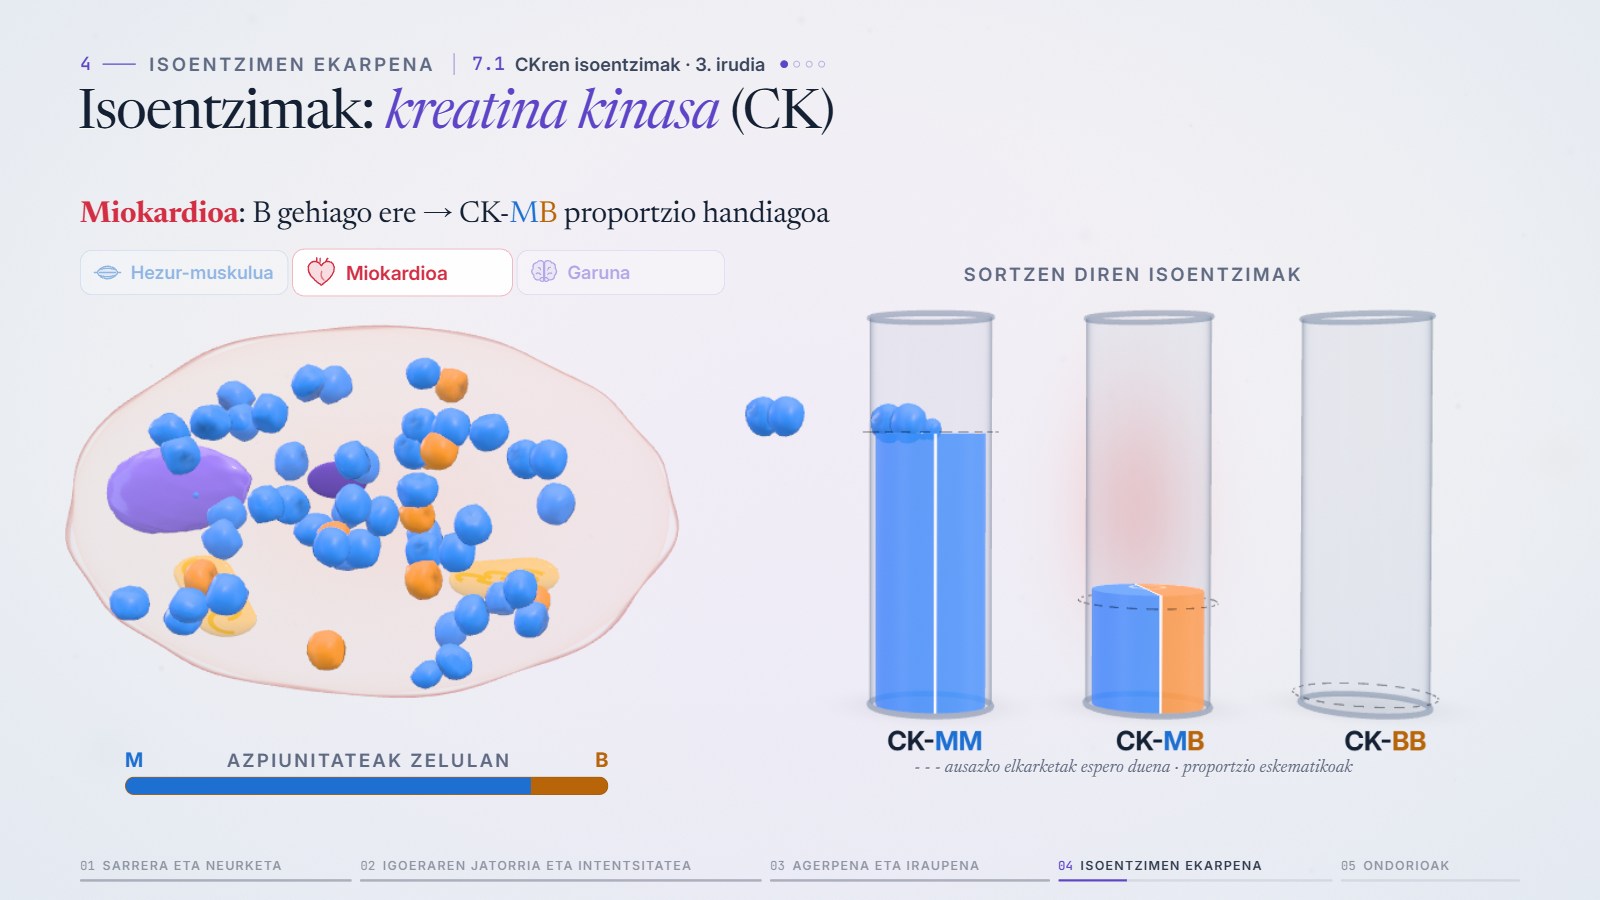 4 — ISOENTZIMEN EKARPENA | 7.1 CKren isoentzimak · 3. irudia
Isoentzimak: kreatina kinasa (CK)
Miokardioa: B gehiago ere → CK-MB proportzio handiagoa
Hezur-muskulua Miokardioa Garuna
SORTZEN DIREN ISOENTZIMAK
CK-MM CK-MB CK-BB
- - - ausazko elkarketak espero duena · proportzio eskematikoak
M AZPIUNITATEAK ZELULAN B
01 SARRERA ETA NEURKETA 02 IGOERAREN JATORRIA ETA INTENTSITATEA 03 AGERPENA ETA IRAUPENA 04 ISOENTZIMEN EKARPENA 05 ONDORIOAK